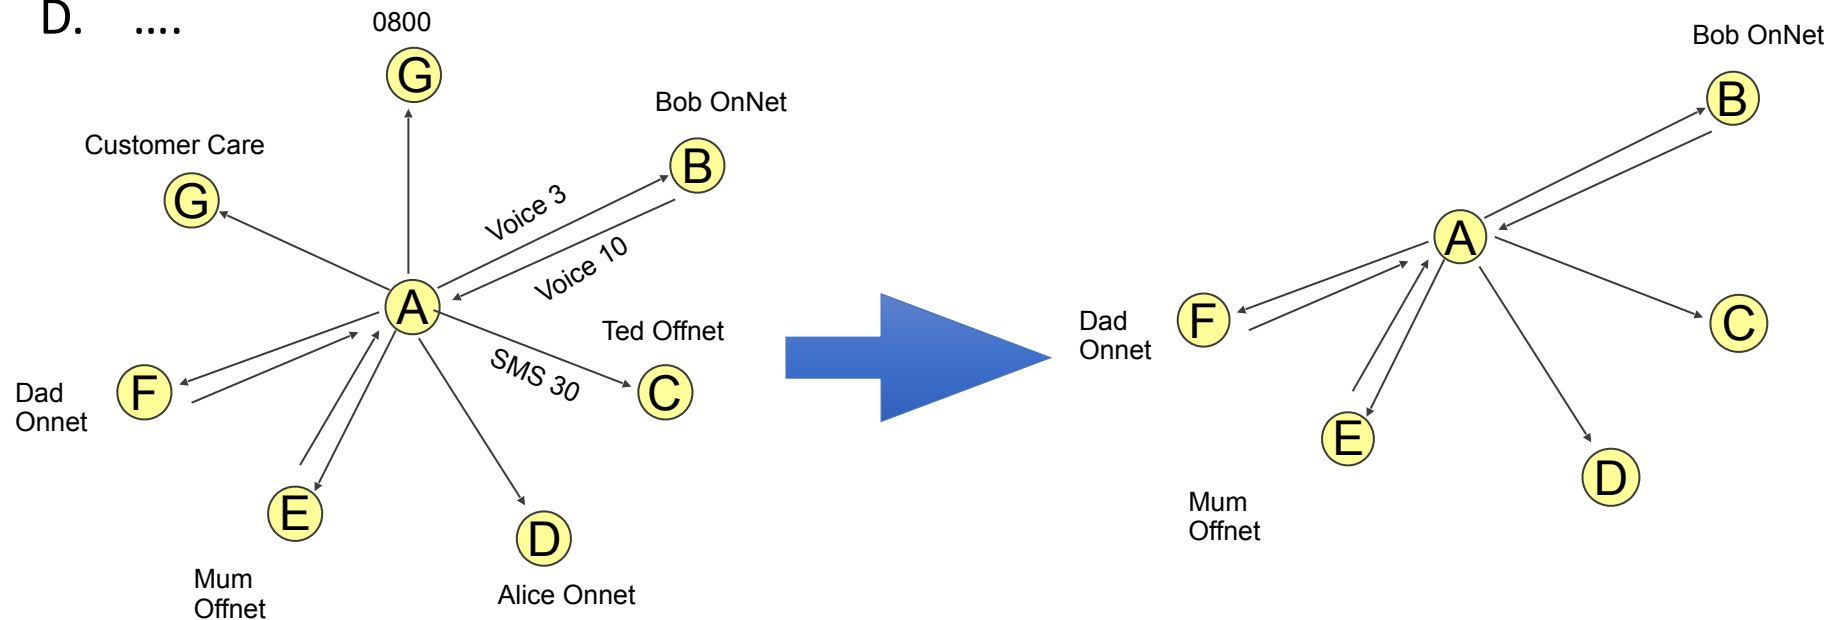 D. ....
0800
G
Bob OnNet
B
Customer Care
G
Voice 3
Voice 10
A
Ted Offnet
SMS 30
C
F
Dad
Onnet
E
Mum
Offnet
D
Alice Onnet
Bob OnNet
B
A
F
Dad
Onnet
C
E
D
Mum
Offnet